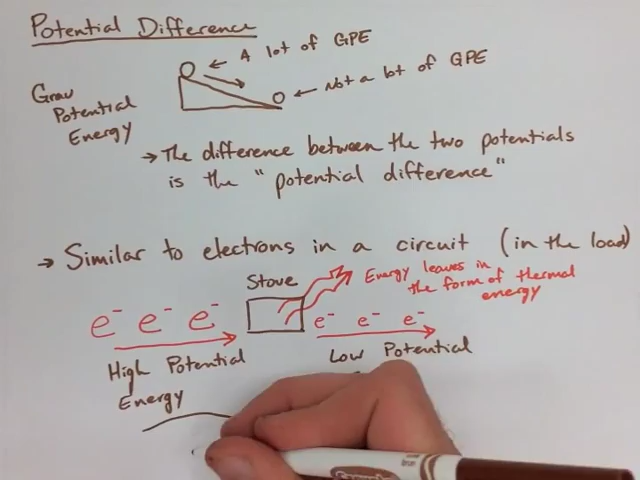 Potential Difference
A lot of GPE
Not a lot of GPE
Grav
Potential
Energy
→ The difference between the two potentials
is the "potential difference"
→ Similar to electrons in a circuit (in the load)
Stove
Energy leaves in
the form of thermal
energy
e⁻ e⁻ e⁻
e⁻ e⁻ e⁻
High Potential
Energy
Low Potential